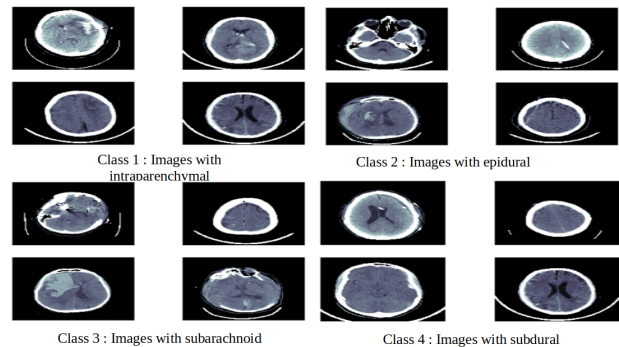 Class 1 : Images with
intraparenchymal
Class 2 : Images with epidural
Class 3 : Images with subarachnoid
Class 4 : Images with subdural